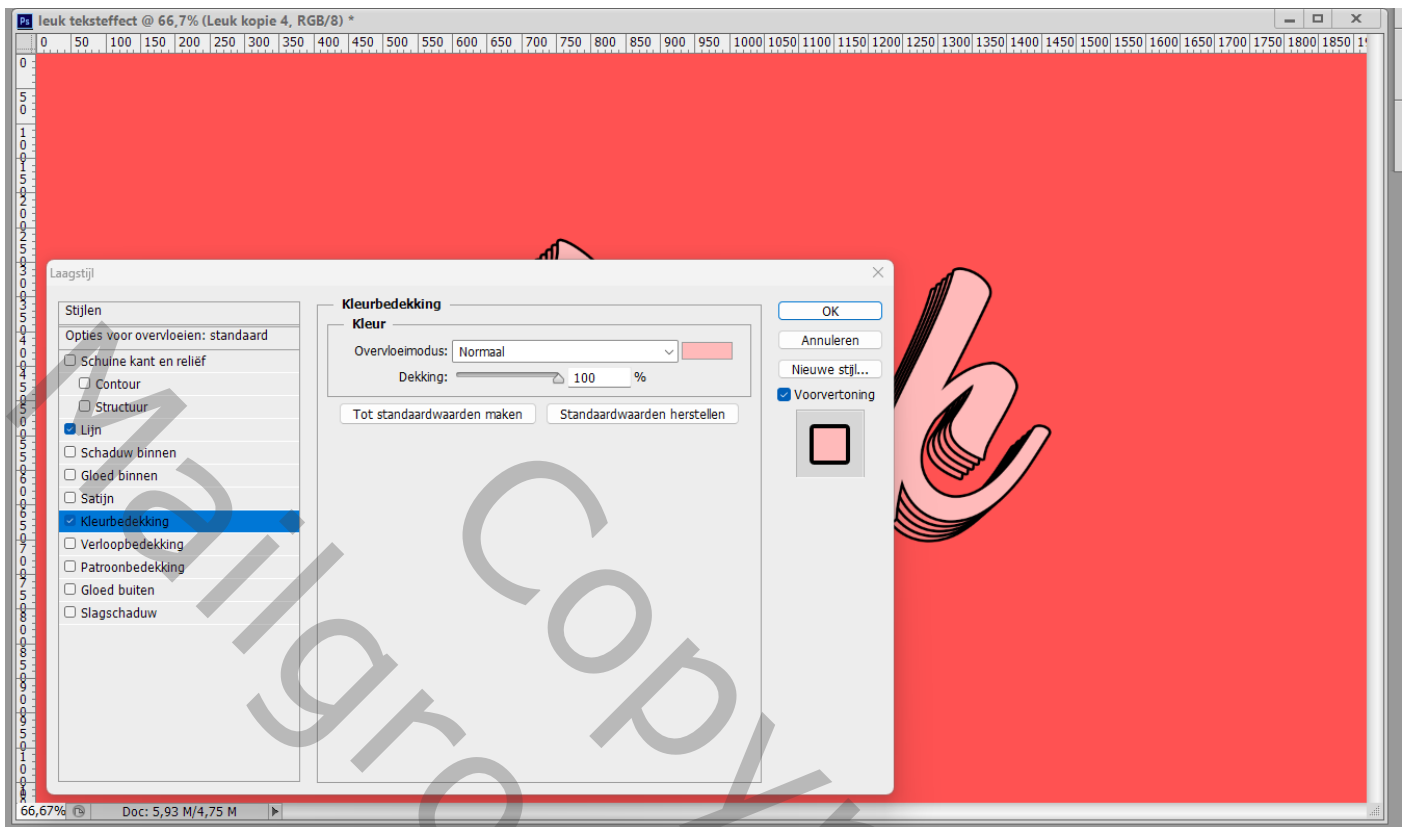 Ps leuk teksteffect @ 66,7% (Leuk kopie 4, RGB/8) *
0 50 100 150 200 250 300 350 400 450 500 550 600 650 700 750 800 850 900 950 1000 1050 1100 1150 1200 1250 1300 1350 1400 1450 1500 1550 1600 1650 1700 1750 1800 1850
Laagstijl
Stijlen
Opties voor overvloeien: standaard
Schuine kant en reliëf
Contour
Structuur
Lijn
Schaduw binnen
Gloed binnen
Satijn
Kleurbedekking
Verloopbedekking
Patroonbedekking
Gloed buiten
Slagschaduw
Kleurbedekking
Kleur
Overvloeimodus: Normaal
Dekking: 100 %
Tot standaardwaarden maken Standaardwaarden herstellen
OK
Annuleren
Nieuwe stijl...
Voorvertoning
66,67% Doc: 5,93 M/4,75 M